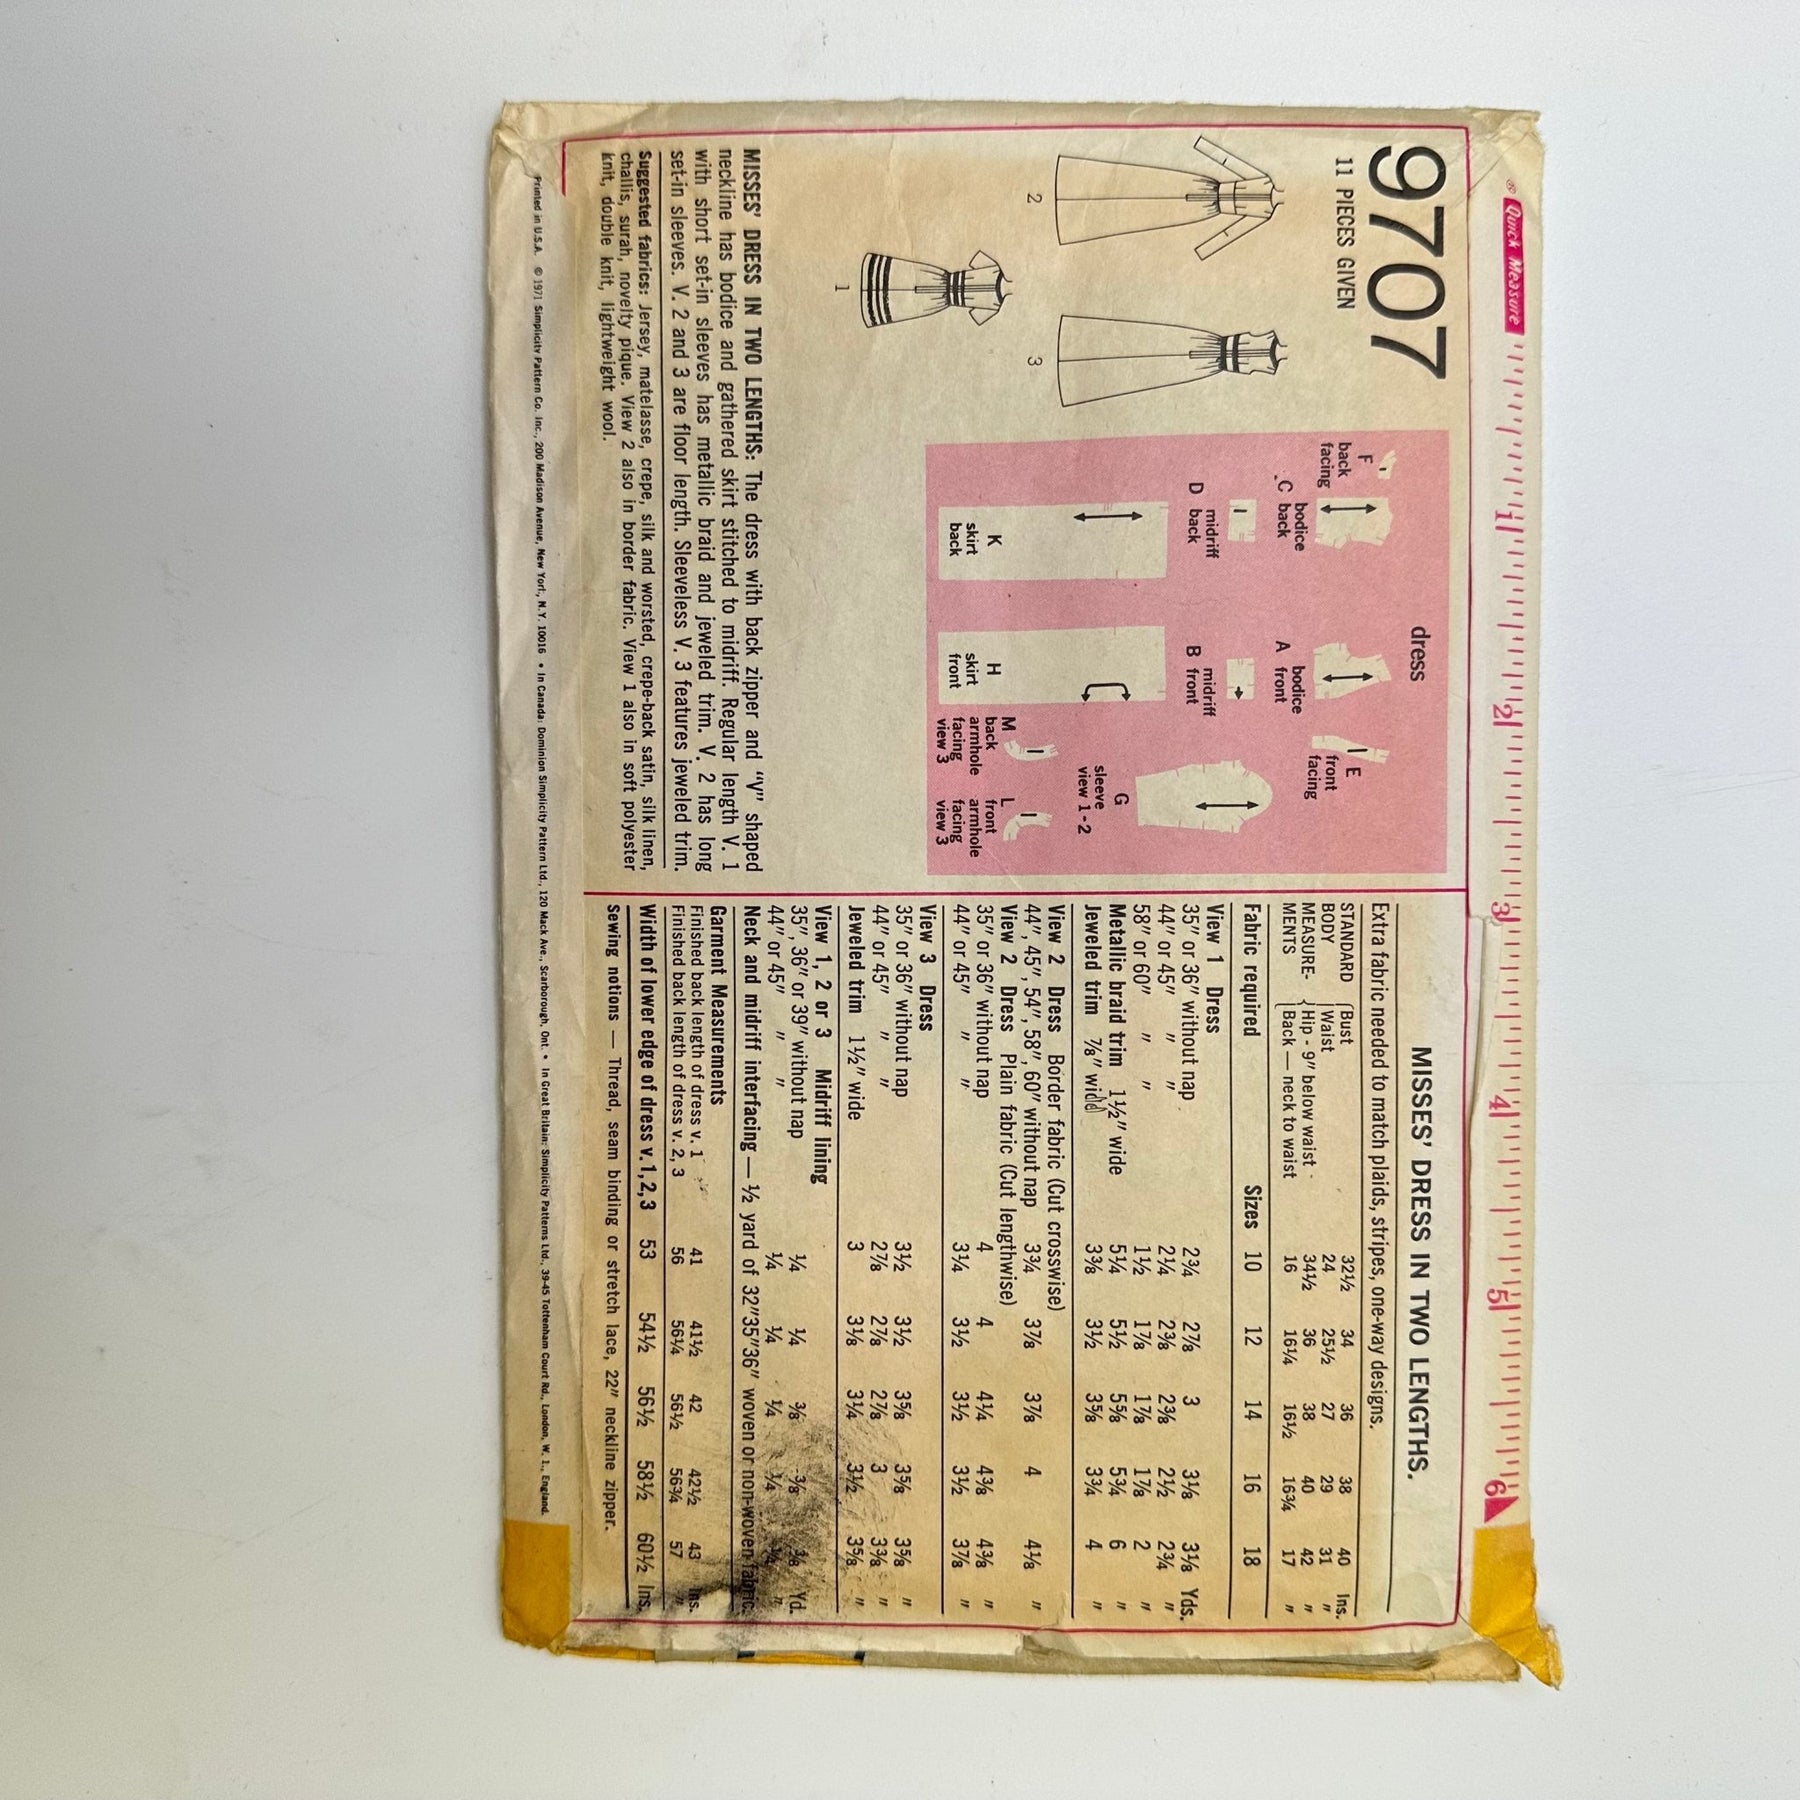 ® Quick Measure 1 2 3 4 5 6
9707
11 PIECES GIVEN
2
3
1
dress
F
back
facing
C
bodice
back
D
midriff
back
K
skirt
back
A
bodice
front
B
midriff
front
H
skirt
front
E
front
facing
G
sleeve
view 1 - 2
M
back
armhole
facing
view 3
L
front
armhole
facing
view 3
MISSES' DRESS IN TWO LENGTHS: The dress with back zipper and "V" shaped
neckline has bodice and gathered skirt stitched to midriff. Regular length V. 1
with short set-in sleeves has metallic braid and jeweled trim. V. 2 has long
set-in sleeves. V. 2 and 3 are floor length. Sleeveless V. 3 features jeweled trim.
Suggested fabrics: Jersey, matelasse, crepe, silk and worsted, crepe-back satin, silk linen,
challis, surah, novelty pique. View 2 also in border fabric. View 1 also in soft polyester
knit, double knit, lightweight wool.
MISSES' DRESS IN TWO LENGTHS.
Extra fabric needed to match plaids, stripes, one-way designs.
STANDARD Bust 32½ 34 36 38 40 Ins.
BODY Waist 24 25½ 27 29 31 "
MEASURE- Hip - 9" below waist 34½ 36 38 40 42 "
MENTS Back — neck to waist 16 16¼ 16½ 16¾ 17 "
Fabric required Sizes 10 12 14 16 18
View 1 Dress
35" or 36" without nap 2¾ 2⅞ 3 3⅛ 3⅛ Yds.
44" or 45" " " 2¼ 2⅜ 2⅜ 2½ 2¾ "
58" or 60" " " 1½ 1⅞ 1⅞ 1⅞ 2 "
Metallic braid trim 1½" wide 5¼ 5½ 5⅝ 5¾ 6 "
Jeweled trim ⅞" wide 3⅜ 3½ 3⅝ 3¾ 4 "
View 2 Dress Border fabric (Cut crosswise)
44", 45", 54", 58", 60" without nap 3¾ 3⅞ 3⅞ 4 4⅛ "
View 2 Dress Plain fabric (Cut lengthwise)
35" or 36" without nap 4 4 4¼ 4⅜ 4⅜ "
44" or 45" " " 3¼ 3½ 3½ 3½ 3⅞ "
View 3 Dress
35" or 36" without nap 3½ 3½ 3⅝ 3⅝ 3⅝ "
44" or 45" " " 2⅞ 2⅞ 2⅞ 3 3⅜ "
Jeweled trim 1½" wide 3 3⅛ 3¼ 3½ 3⅝ "
View 1, 2 or 3 Midriff lining
35", 36" or 39" without nap ¼ ¼ ⅜ ⅜ ⅜ Yd.
44" or 45" " " ¼ ¼ ¼ ¼ ¼ "
Neck and midriff interfacing — ½ yard of 32"35"36" woven or non-woven fabric.
Garment Measurements
Finished back length of dress v. 1 41 41½ 42 42½ 43 Ins.
Finished back length of dress v. 2, 3 56 56¼ 56½ 56¾ 57 "
Width of lower edge of dress v. 1, 2, 3 53 54½ 56½ 58½ 60½ Ins.
Sewing notions — Thread, seam binding or stretch lace, 22" neckline zipper.
Printed in U.S.A. © 1971 Simplicity Pattern Co. Inc., 200 Madison Avenue, New York, N.Y. 10016 • In Canada: Dominion Simplicity Pattern Ltd., 120 Mack Ave., Scarborough, Ont. • In Great Britain: Simplicity Patterns Ltd., 39-45 Tottenham Court Rd., London, W. 1., England.